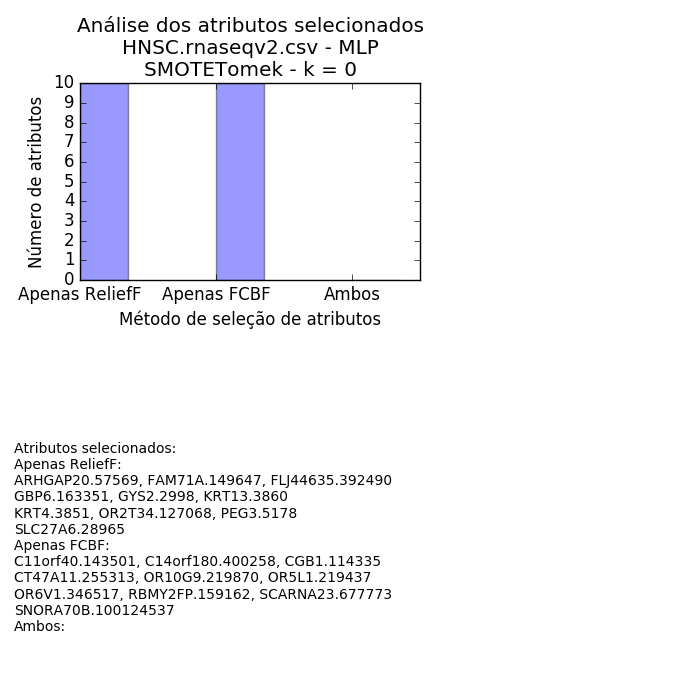 Análise dos atributos selecionados
HNSC.rnaseqv2.csv - MLP
SMOTETomek - k = 0
10
9
8
7
6
5
4
3
2
1
0
Número de atributos
Apenas ReliefF
Apenas FCBF
Ambos
Método de seleção de atributos
Atributos selecionados:
Apenas ReliefF:
ARHGAP20.57569, FAM71A.149647, FLJ44635.392490
GBP6.163351, GYS2.2998, KRT13.3860
KRT4.3851, OR2T34.127068, PEG3.5178
SLC27A6.28965
Apenas FCBF:
C11orf40.143501, C14orf180.400258, CGB1.114335
CT47A11.255313, OR10G9.219870, OR5L1.219437
OR6V1.346517, RBMY2FP.159162, SCARNA23.677773
SNORA70B.100124537
Ambos: